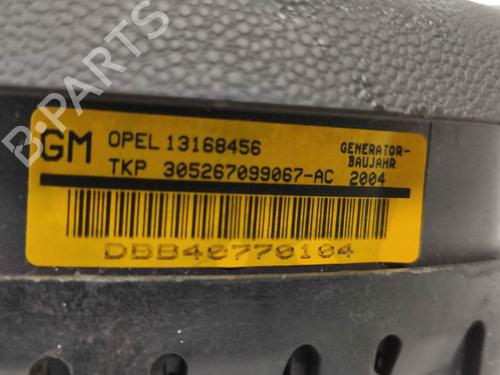 GM OPEL 13168456 GENERATOR-
BAUJAHR
TKP 305267099067-AC 2004
DBB40770104
B-PARTS